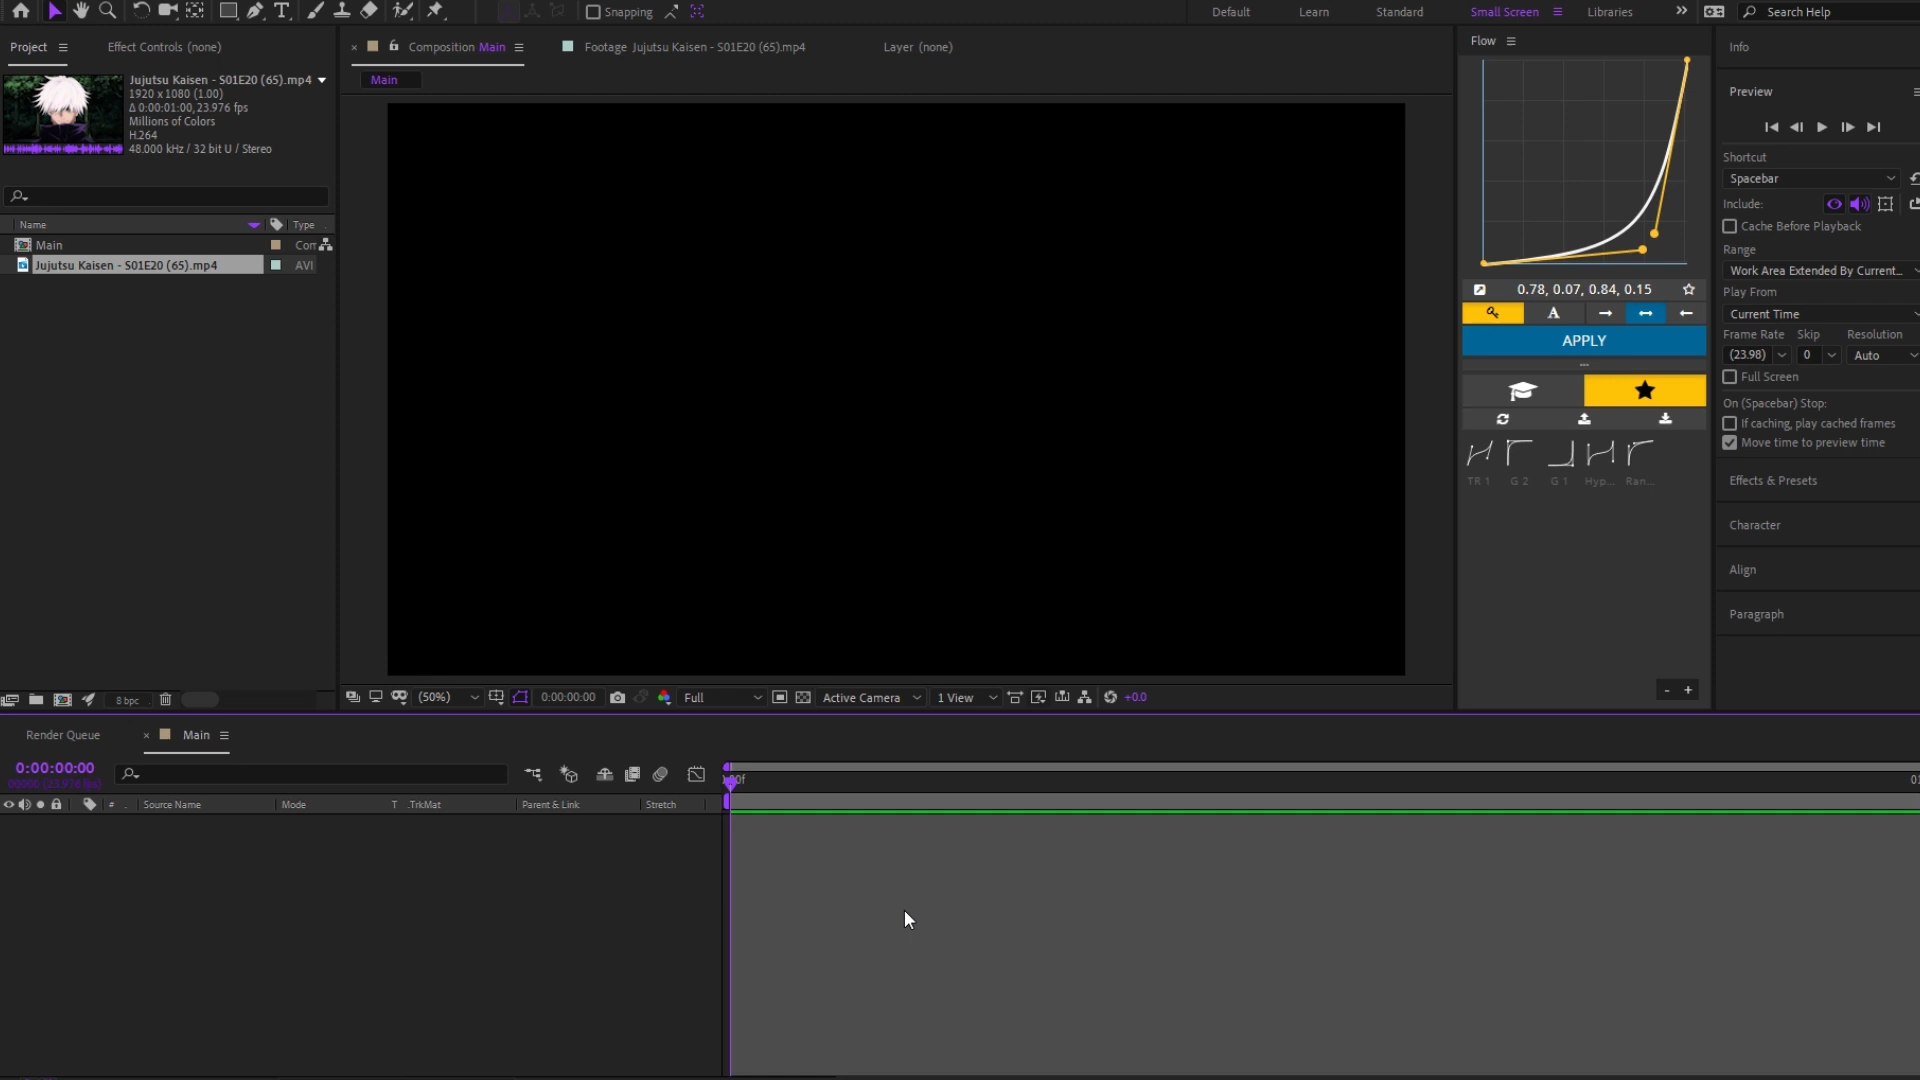 Snapping
Default
Learn
Standard
Small Screen
Libraries
Search Help
Project
Effect Controls (none)
Composition Main
Footage Jujutsu Kaisen - S01E20 (65).mp4
Layer (none)
Flow
Info
Jujutsu Kaisen - S01E20 (65).mp4
1920 x 1080 (1.00)
Δ 0:00:01:00, 23.976 fps
Millions of Colors
H.264
48.000 kHz / 32 bit U / Stereo
Main
Name
Type
Main
Com
Jujutsu Kaisen - S01E20 (65).mp4
AVI
8 bpc
(50%)
0:00:00:00
Full
Active Camera
1 View
+0.0
0.78, 0.07, 0.84, 0.15
A
APPLY
TR 1
G 2
G 1
Hyp...
Ran...
-
+
Preview
Shortcut
Spacebar
Include:
Cache Before Playback
Range
Work Area Extended By Current...
Play From
Current Time
Frame Rate
Skip
Resolution
(23.98)
0
Auto
Full Screen
On (Spacebar) Stop:
If caching, play cached frames
Move time to preview time
Effects & Presets
Character
Align
Paragraph
Render Queue
Main
0:00:00:00
00000 (23.976 fps)
#
Source Name
Mode
T .TrkMat
Parent & Link
Stretch